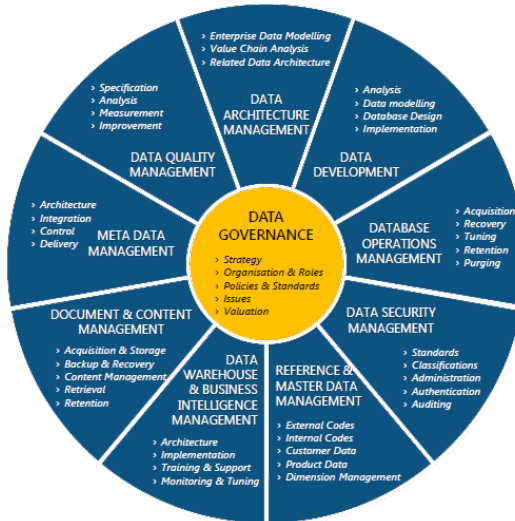 › Enterprise Data Modelling
› Value Chain Analysis
› Related Data Architecture
DATA
ARCHITECTURE
MANAGEMENT
› Analysis
› Data modelling
› Database Design
› Implementation
DATA
DEVELOPMENT
› Acquisition
› Recovery
› Tuning
› Retention
› Purging
DATABASE
OPERATIONS
MANAGEMENT
DATA SECURITY
MANAGEMENT
› Standards
› Classifications
› Administration
› Authentication
› Auditing
REFERENCE &
MASTER DATA
MANAGEMENT
› External Codes
› Internal Codes
› Customer Data
› Product Data
› Dimension Management
DATA
WAREHOUSE
& BUSINESS
INTELLIGENCE
MANAGEMENT
› Architecture
› Implementation
› Training & Support
› Monitoring & Tuning
DOCUMENT & CONTENT
MANAGEMENT
› Acquisition & Storage
› Backup & Recovery
› Content Management
› Retrieval
› Retention
› Architecture
› Integration
› Control
› Delivery
META DATA
MANAGEMENT
› Specification
› Analysis
› Measurement
› Improvement
DATA QUALITY
MANAGEMENT
DATA
GOVERNANCE
› Strategy
› Organisation & Roles
› Policies & Standards
› Issues
› Valuation